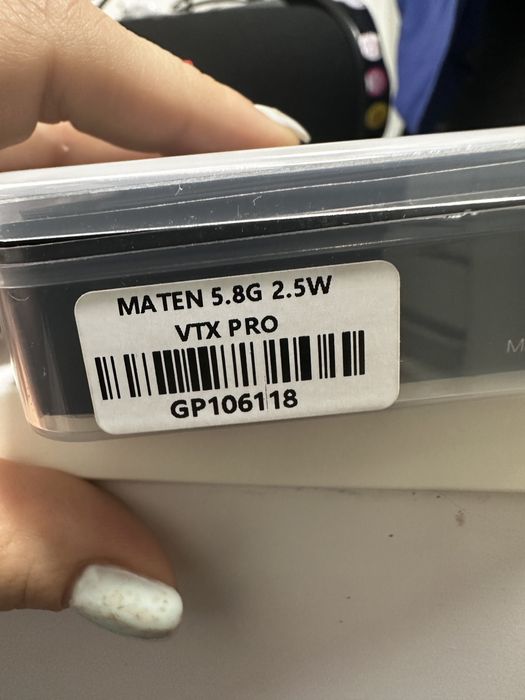 MATEN 5.8G 2.5W
VTX PRO
GP106118
M